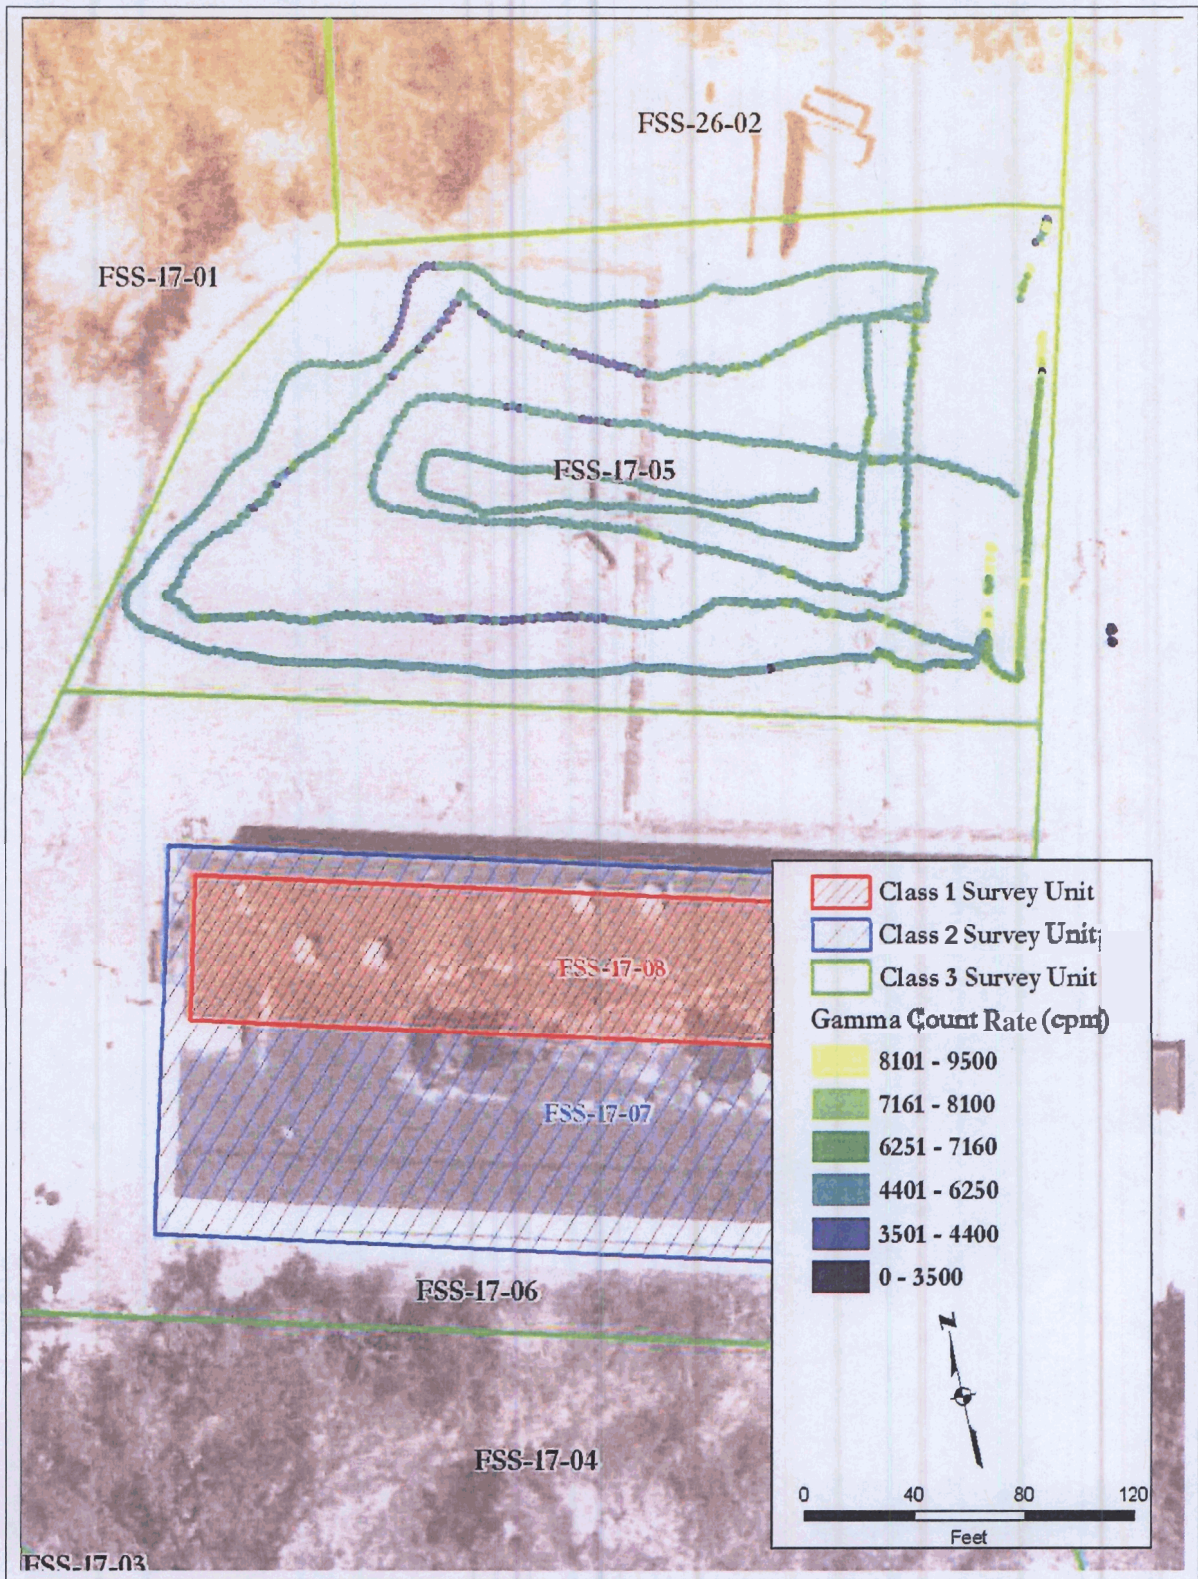 FSS-26-02
FSS-17-01
FSS-17-05
Class 1 Survey Unit
Class 2 Survey Unit
Class 3 Survey Unit
FSS-17-08
Gamma Count Rate (cpm)
8101 - 9500
7161 - 8100
FSS-17-07
6251 - 7160
4401 - 6250
3501 - 4400
0 - 3500
FSS-17-06
N
FSS-17-04
0 40 80 120
Feet
FSS-17-03